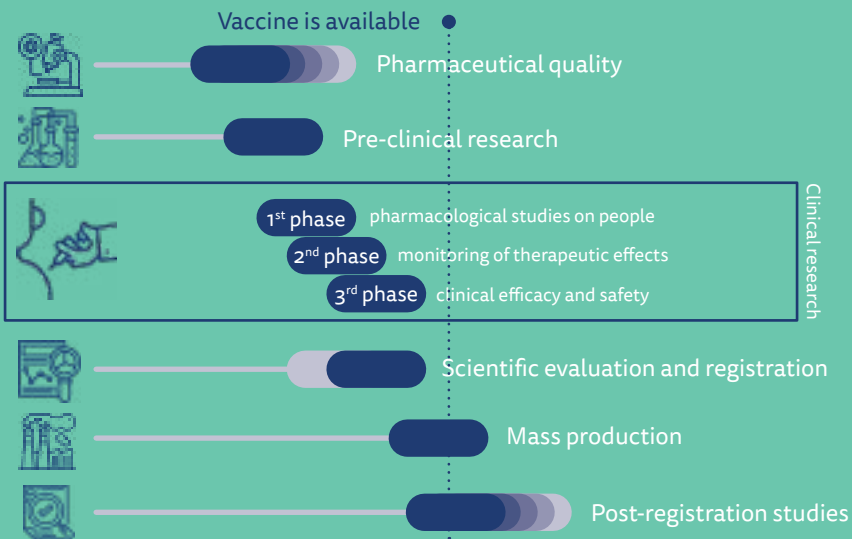 Vaccine is available
Pharmaceutical quality
Pre-clinical research
1st phase pharmacological studies on people
2nd phase monitoring of therapeutic effects
3rd phase clinical efficacy and safety
Clinical research
Scientific evaluation and registration
Mass production
Post-registration studies